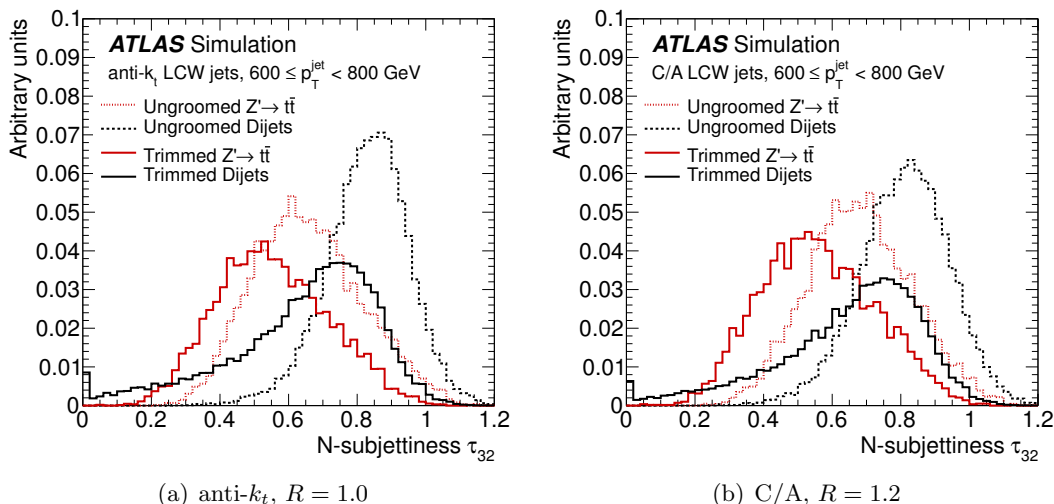 Arbitrary units
0.1
0.09
0.08
0.07
0.06
0.05
0.04
0.03
0.02
0.01
0
ATLAS Simulation
anti-k_t LCW jets, 600 ≤ p_T^jet < 800 GeV
Ungroomed Z'→ tt̄
Ungroomed Dijets
Trimmed Z'→ tt̄
Trimmed Dijets
0 0.2 0.4 0.6 0.8 1 1.2
N-subjettiness τ_32
(a) anti-k_t, R = 1.0
Arbitrary units
0.1
0.09
0.08
0.07
0.06
0.05
0.04
0.03
0.02
0.01
0
ATLAS Simulation
C/A LCW jets, 600 ≤ p_T^jet < 800 GeV
Ungroomed Z'→ tt̄
Ungroomed Dijets
Trimmed Z'→ tt̄
Trimmed Dijets
0 0.2 0.4 0.6 0.8 1 1.2
N-subjettiness τ_32
(b) C/A, R = 1.2